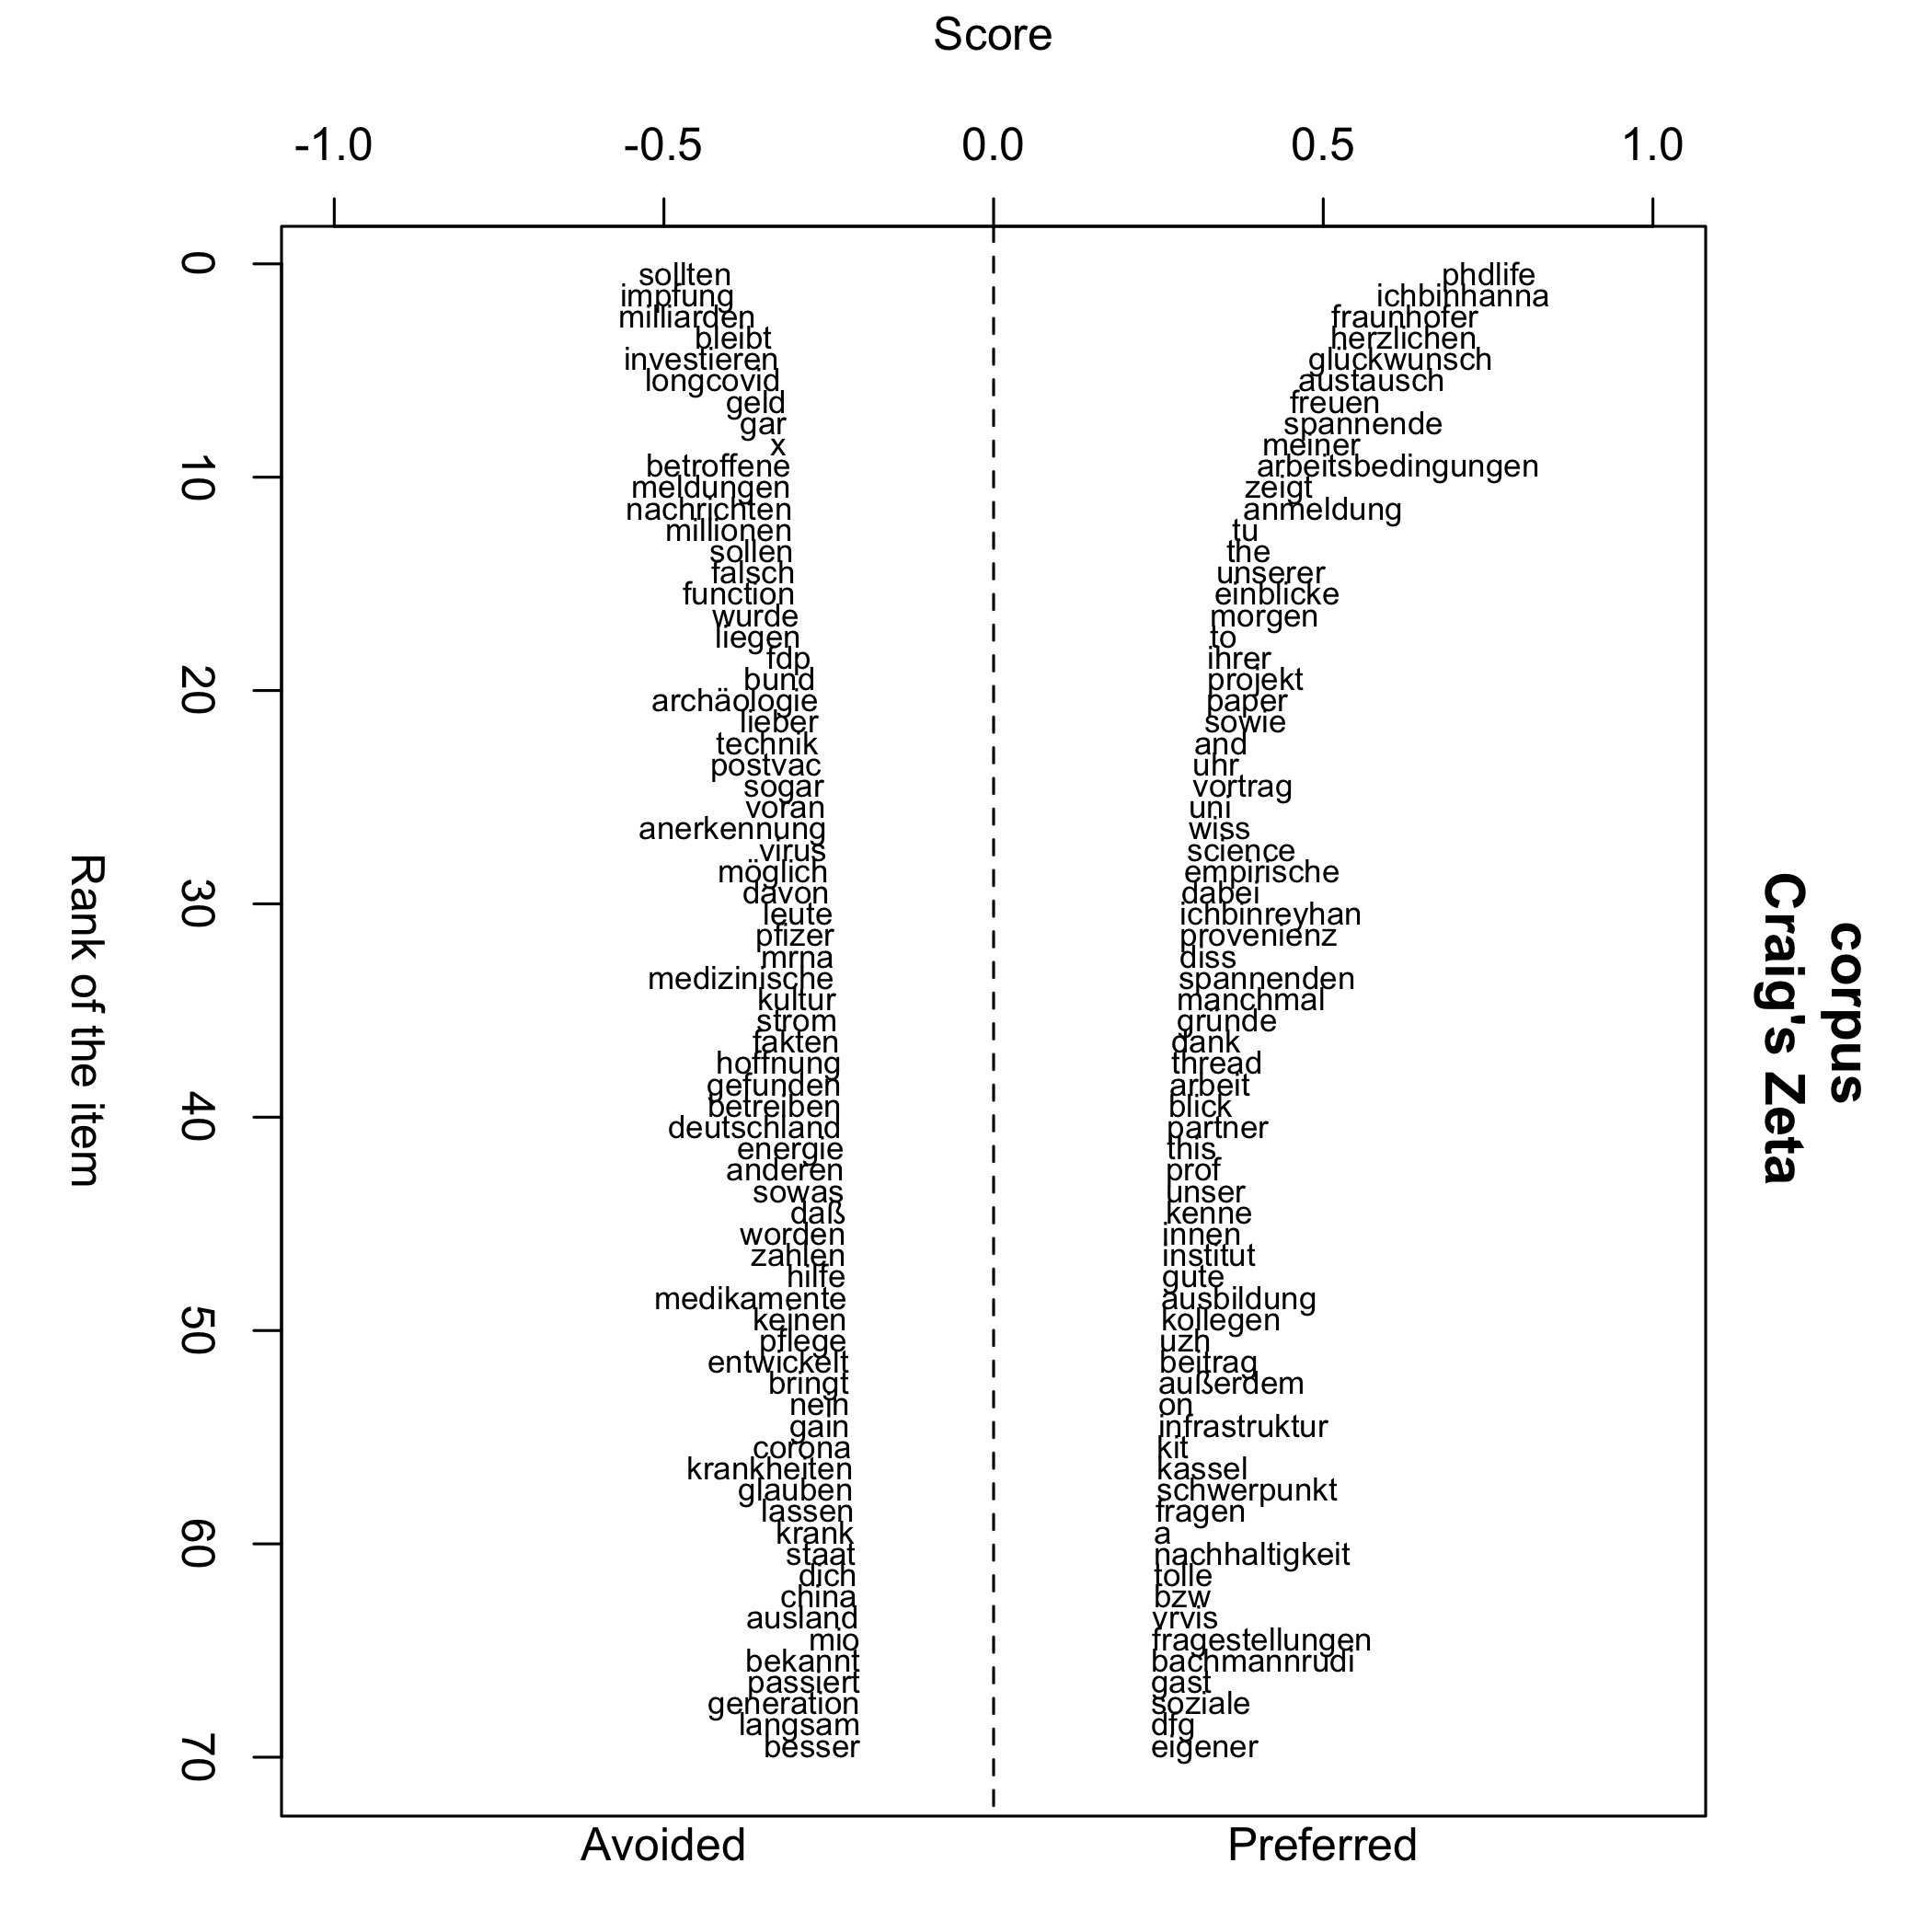 Score
-1.0 -0.5 0.0 0.5 1.0
corpus
Craig's Zeta
Rank of the item
0
10
20
30
40
50
60
70
sollten
impfung
milliarden
bleibt
investieren
longcovid
geld
gar
x
betroffene
meldungen
nachrichten
millionen
sollen
falsch
function
wurde
liegen
fdp
bund
archäologie
lieber
technik
postvac
sogar
voran
anerkennung
virus
möglich
davon
leute
pfizer
mrna
medizinische
kultur
strom
fakten
hoffnung
gefunden
betreiben
deutschland
energie
anderen
sowas
daß
worden
zahlen
hilfe
medikamente
keinen
pflege
entwickelt
bringt
nein
gain
corona
krankheiten
glauben
lassen
krank
staat
dich
china
ausland
mio
bekannt
passiert
generation
langsam
besser
phdlife
ichbinhanna
fraunhofer
herzlichen
glückwunsch
austausch
freuen
spannende
meiner
arbeitsbedingungen
zeigt
anmeldung
tu
the
unserer
einblicke
morgen
to
ihrer
projekt
paper
sowie
and
uhr
vortrag
uni
wiss
science
empirische
dabei
ichbinreyhan
provenienz
diss
spannenden
manchmal
gründe
dank
thread
arbeit
blick
partner
this
prof
unser
kenne
innen
institut
gute
ausbildung
kollegen
uzh
beitrag
außerdem
on
infrastruktur
kit
kassel
schwerpunkt
fragen
a
nachhaltigkeit
tolle
bzw
vrvis
fragestellungen
bachmannrudi
gast
soziale
dfg
eigener
Avoided
Preferred